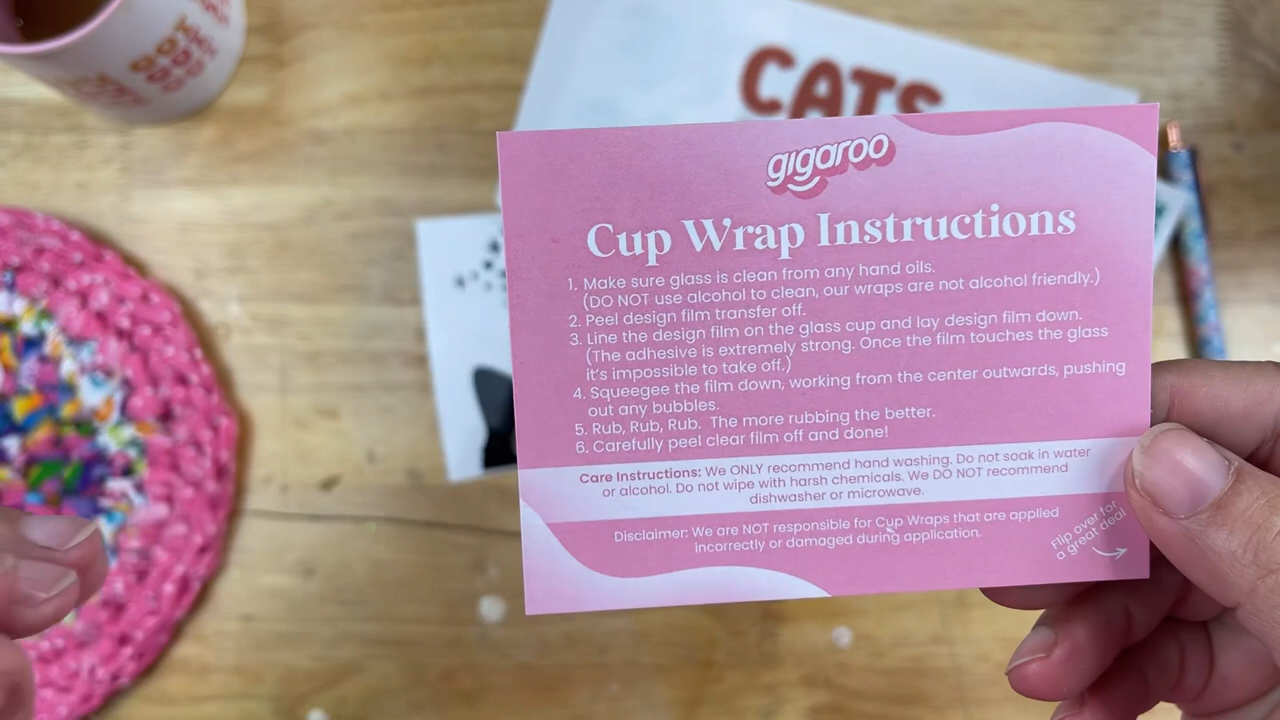 CATS
gigaroo
Cup Wrap Instructions
1. Make sure glass is clean from any hand oils.
(DO NOT use alcohol to clean, our wraps are not alcohol friendly.)
2. Peel design film transfer off.
3. Line the design film on the glass cup and lay design film down.
(The adhesive is extremely strong. Once the film touches the glass
it's impossible to take off.)
4. Squeegee the film down, working from the center outwards, pushing
out any bubbles.
5. Rub, Rub, Rub.  The more rubbing the better.
6. Carefully peel clear film off and done!
Care Instructions: We ONLY recommend hand washing. Do not soak in water
or alcohol. Do not wipe with harsh chemicals. We DO NOT recommend
dishwasher or microwave.
Disclaimer: We are NOT responsible for Cup Wraps that are applied
incorrectly or damaged during application.
Flip over for
a great deal